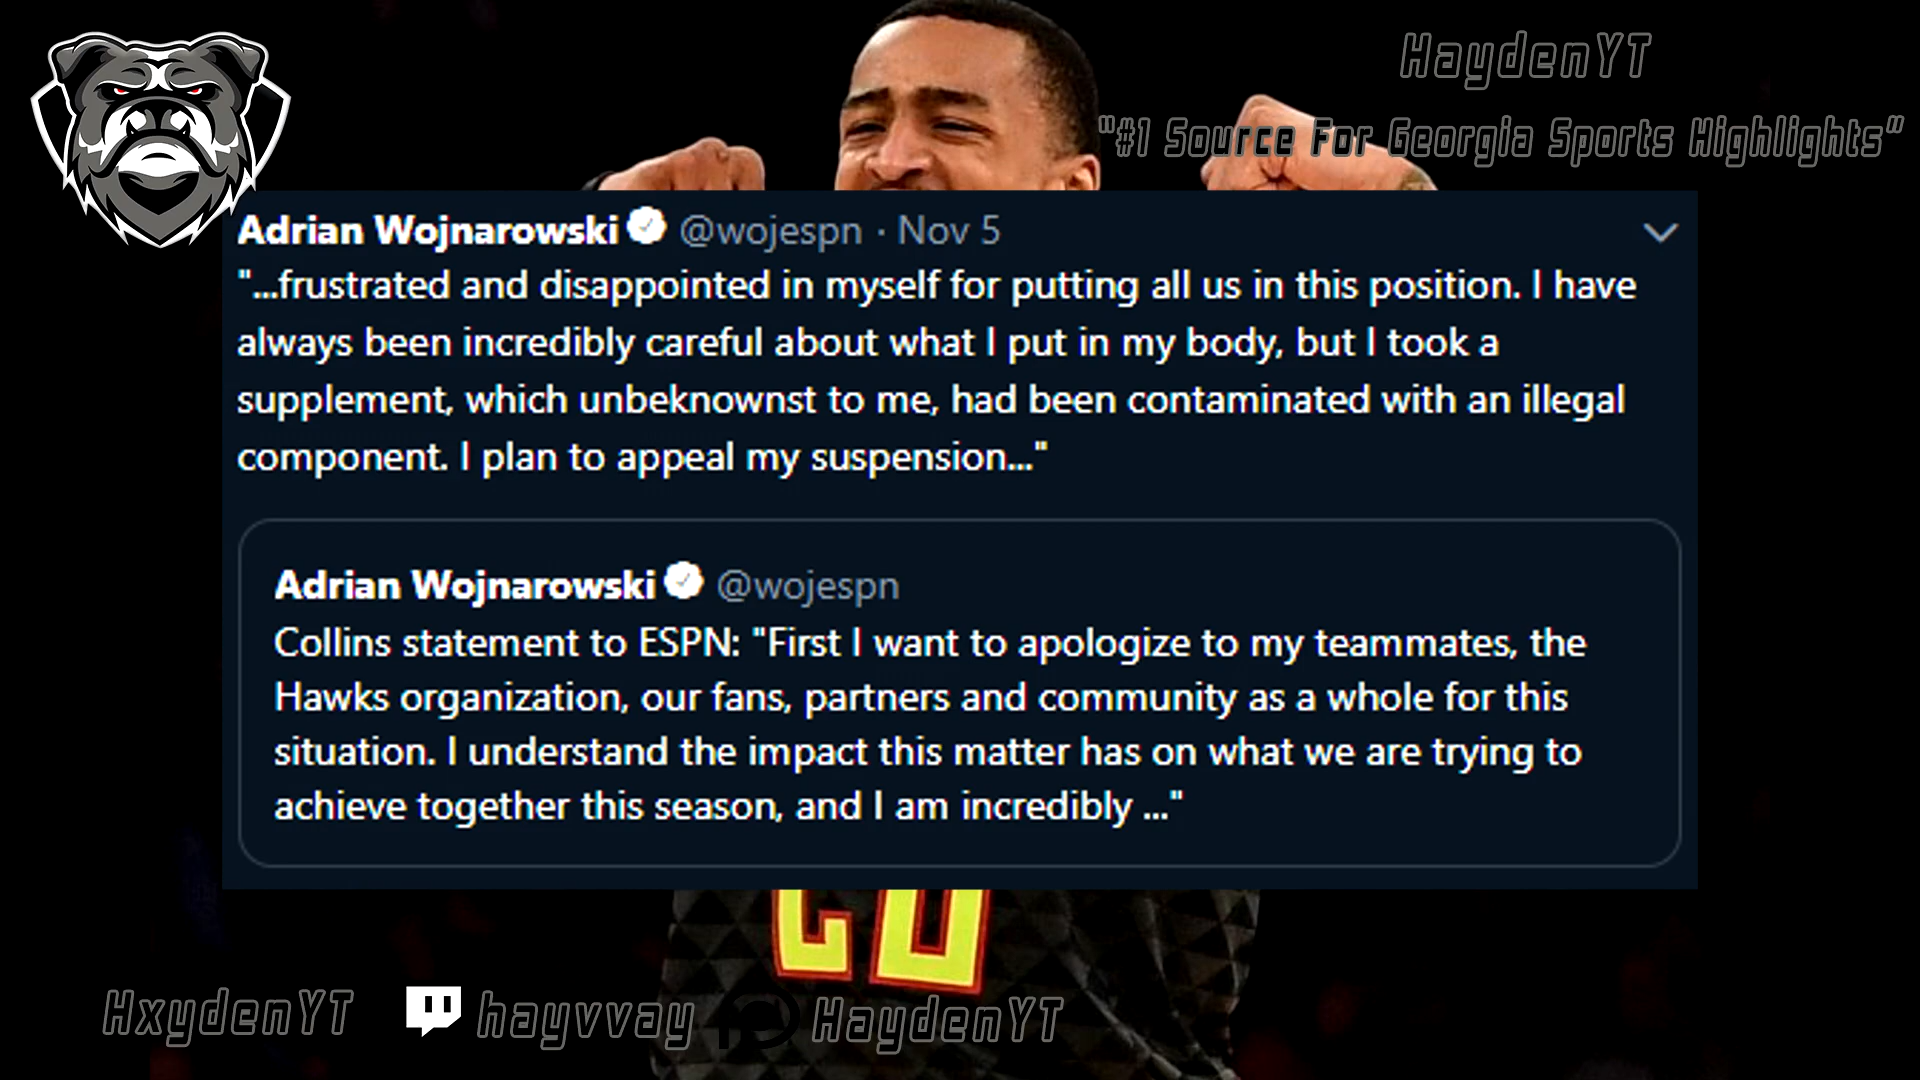 HaydenYT
"#1 Source For Georgia Sports Highlights"
Adrian Wojnarowski @wojespn · Nov 5
"...frustrated and disappointed in myself for putting all us in this position. I have
always been incredibly careful about what I put in my body, but I took a
supplement, which unbeknownst to me, had been contaminated with an illegal
component. I plan to appeal my suspension..."
Adrian Wojnarowski @wojespn
Collins statement to ESPN: "First I want to apologize to my teammates, the
Hawks organization, our fans, partners and community as a whole for this
situation. I understand the impact this matter has on what we are trying to
achieve together this season, and I am incredibly ..."
20
HxydenYT hayvvay HaydenYT